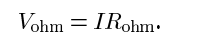 V_ohm = IR_ohm.